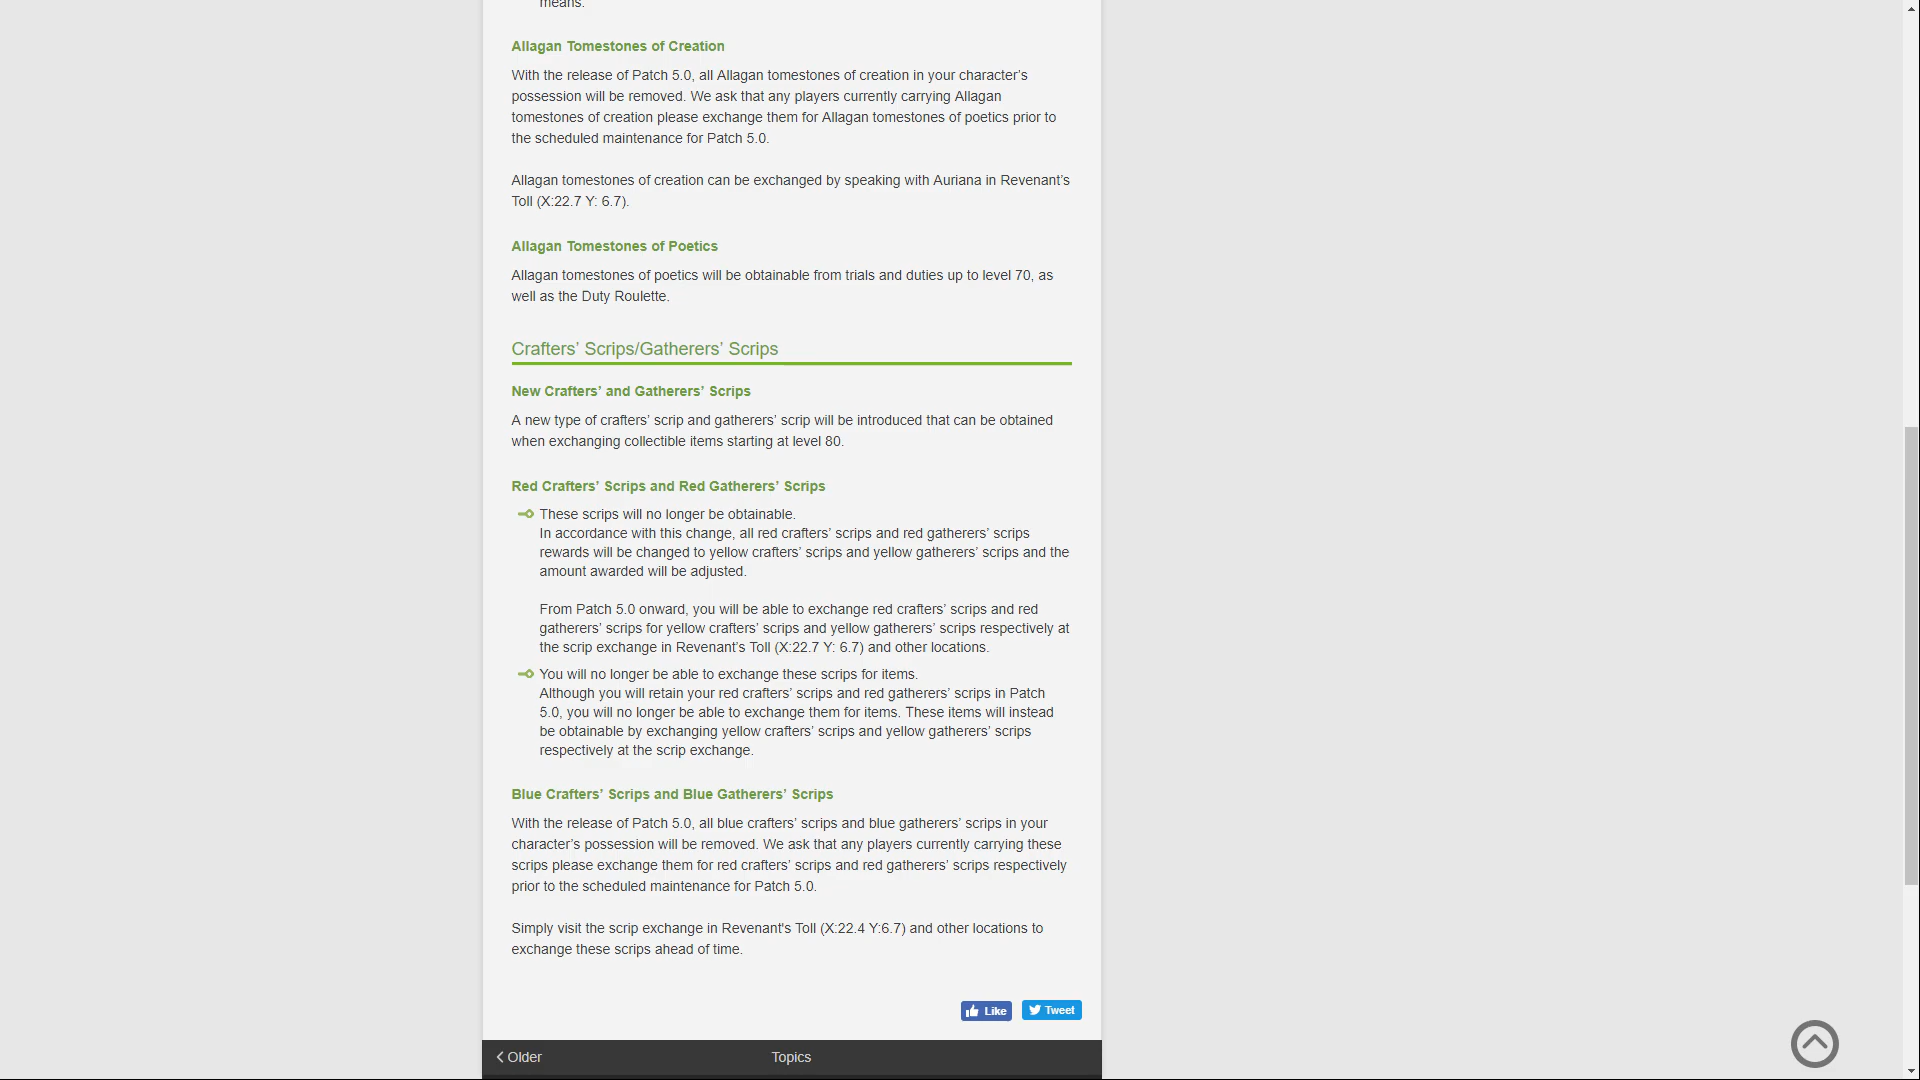 means.
Allagan Tomestones of Creation
With the release of Patch 5.0, all Allagan tomestones of creation in your character’s
possession will be removed. We ask that any players currently carrying Allagan
tomestones of creation please exchange them for Allagan tomestones of poetics prior to
the scheduled maintenance for Patch 5.0.
Allagan tomestones of creation can be exchanged by speaking with Auriana in Revenant’s
Toll (X:22.7 Y: 6.7).
Allagan Tomestones of Poetics
Allagan tomestones of poetics will be obtainable from trials and duties up to level 70, as
well as the Duty Roulette.
Crafters’ Scrips/Gatherers’ Scrips
New Crafters’ and Gatherers’ Scrips
A new type of crafters’ scrip and gatherers’ scrip will be introduced that can be obtained
when exchanging collectible items starting at level 80.
Red Crafters’ Scrips and Red Gatherers’ Scrips
These scrips will no longer be obtainable.
In accordance with this change, all red crafters’ scrips and red gatherers’ scrips
rewards will be changed to yellow crafters’ scrips and yellow gatherers’ scrips and the
amount awarded will be adjusted.
From Patch 5.0 onward, you will be able to exchange red crafters’ scrips and red
gatherers’ scrips for yellow crafters’ scrips and yellow gatherers’ scrips respectively at
the scrip exchange in Revenant’s Toll (X:22.7 Y: 6.7) and other locations.
You will no longer be able to exchange these scrips for items.
Although you will retain your red crafters’ scrips and red gatherers’ scrips in Patch
5.0, you will no longer be able to exchange them for items. These items will instead
be obtainable by exchanging yellow crafters’ scrips and yellow gatherers’ scrips
respectively at the scrip exchange.
Blue Crafters’ Scrips and Blue Gatherers’ Scrips
With the release of Patch 5.0, all blue crafters’ scrips and blue gatherers’ scrips in your
character’s possession will be removed. We ask that any players currently carrying these
scrips please exchange them for red crafters’ scrips and red gatherers’ scrips respectively
prior to the scheduled maintenance for Patch 5.0.
Simply visit the scrip exchange in Revenant's Toll (X:22.4 Y:6.7) and other locations to
exchange these scrips ahead of time.
Like Tweet
Older Topics